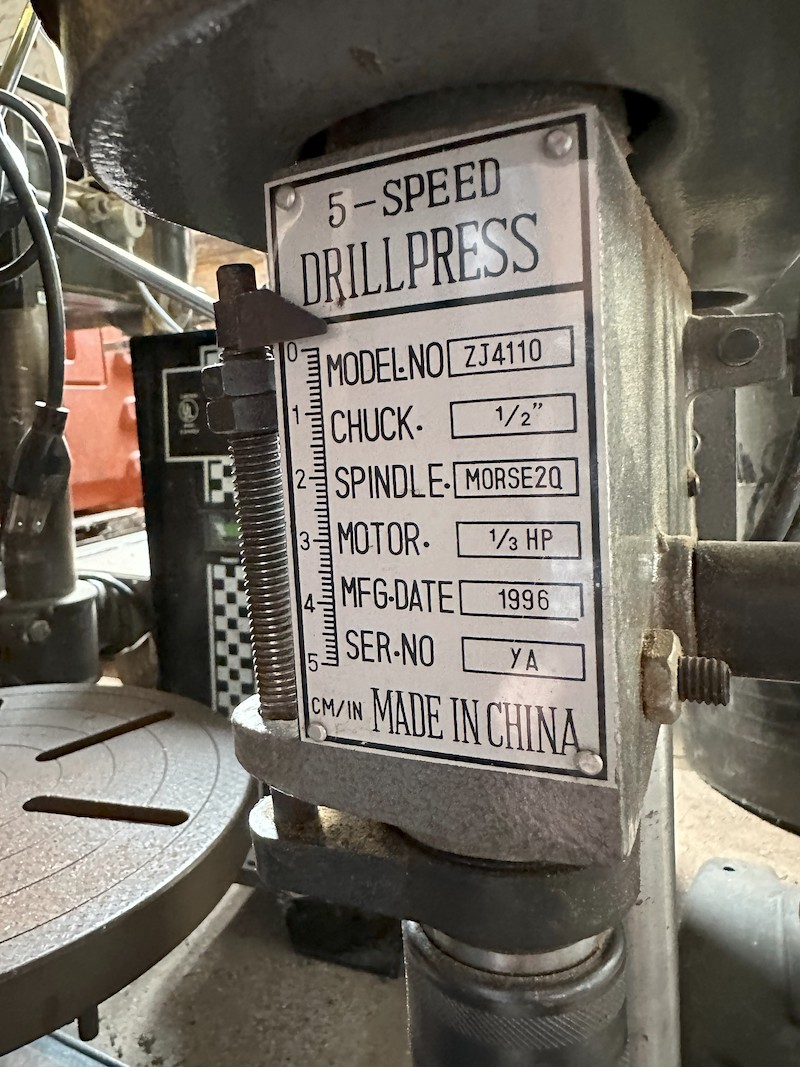 5-SPEED
DRILLPRESS
MODEL·NO ZJ4110
CHUCK· 1/2"
SPINDLE· MORSE2Q
MOTOR· 1/3 HP
MFG·DATE 1996
SER·NO YA
CM/IN MADE IN CHINA
0
1
2
3
4
5